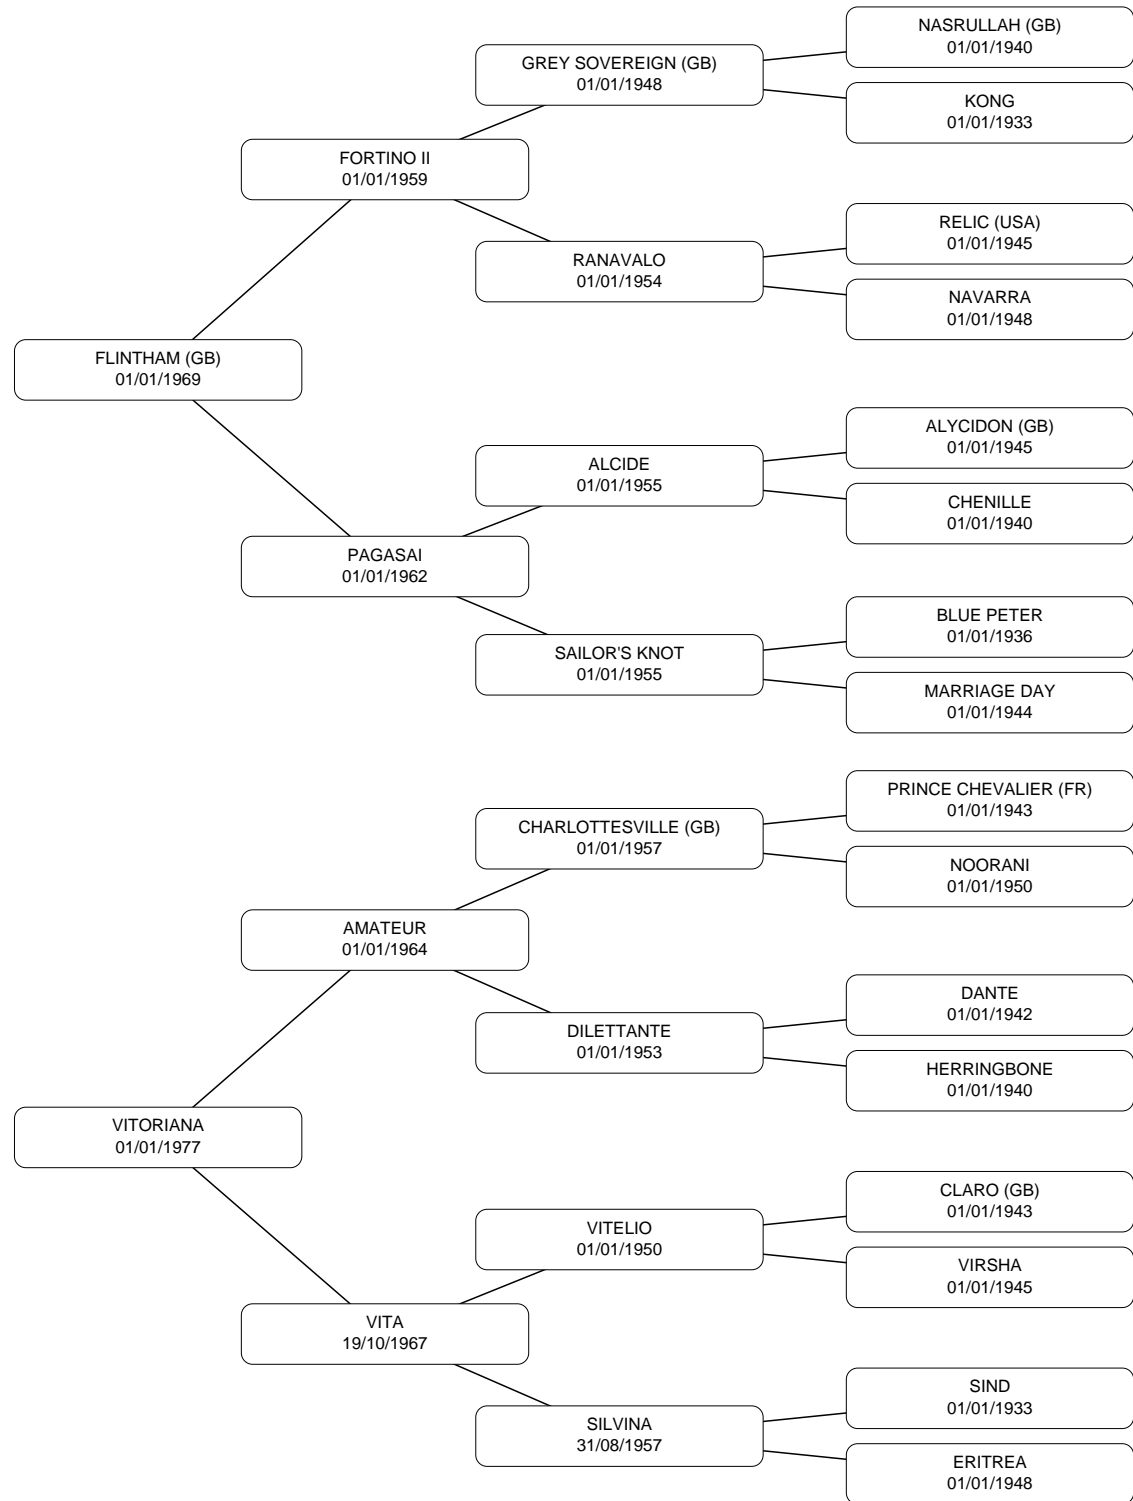 NASRULLAH (GB)
01/01/1940
GREY SOVEREIGN (GB)
01/01/1948
KONG
01/01/1933
FORTINO II
01/01/1959
RELIC (USA)
01/01/1945
RANAVALO
01/01/1954
NAVARRA
01/01/1948
FLINTHAM (GB)
01/01/1969
ALYCIDON (GB)
01/01/1945
ALCIDE
01/01/1955
CHENILLE
01/01/1940
PAGASAI
01/01/1962
BLUE PETER
01/01/1936
SAILOR'S KNOT
01/01/1955
MARRIAGE DAY
01/01/1944
PRINCE CHEVALIER (FR)
01/01/1943
CHARLOTTESVILLE (GB)
01/01/1957
NOORANI
01/01/1950
AMATEUR
01/01/1964
DANTE
01/01/1942
DILETTANTE
01/01/1953
HERRINGBONE
01/01/1940
VITORIANA
01/01/1977
CLARO (GB)
01/01/1943
VITELIO
01/01/1950
VIRSHA
01/01/1945
VITA
19/10/1967
SIND
01/01/1933
SILVINA
31/08/1957
ERITREA
01/01/1948